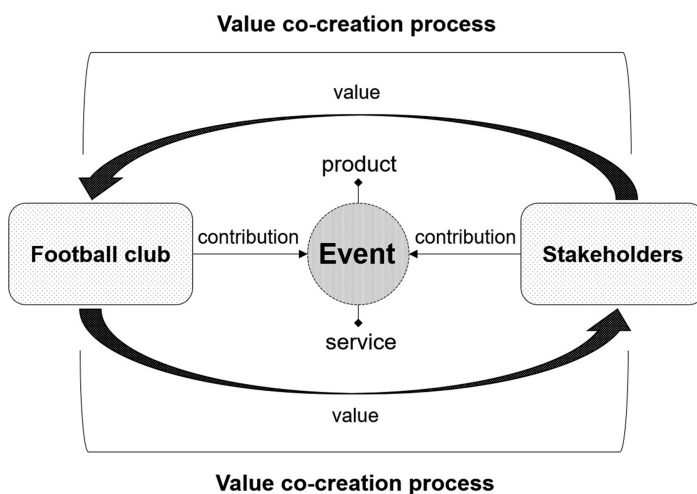 Value co-creation process
value
product
Football club
contribution
Event
contribution
Stakeholders
service
value
Value co-creation process